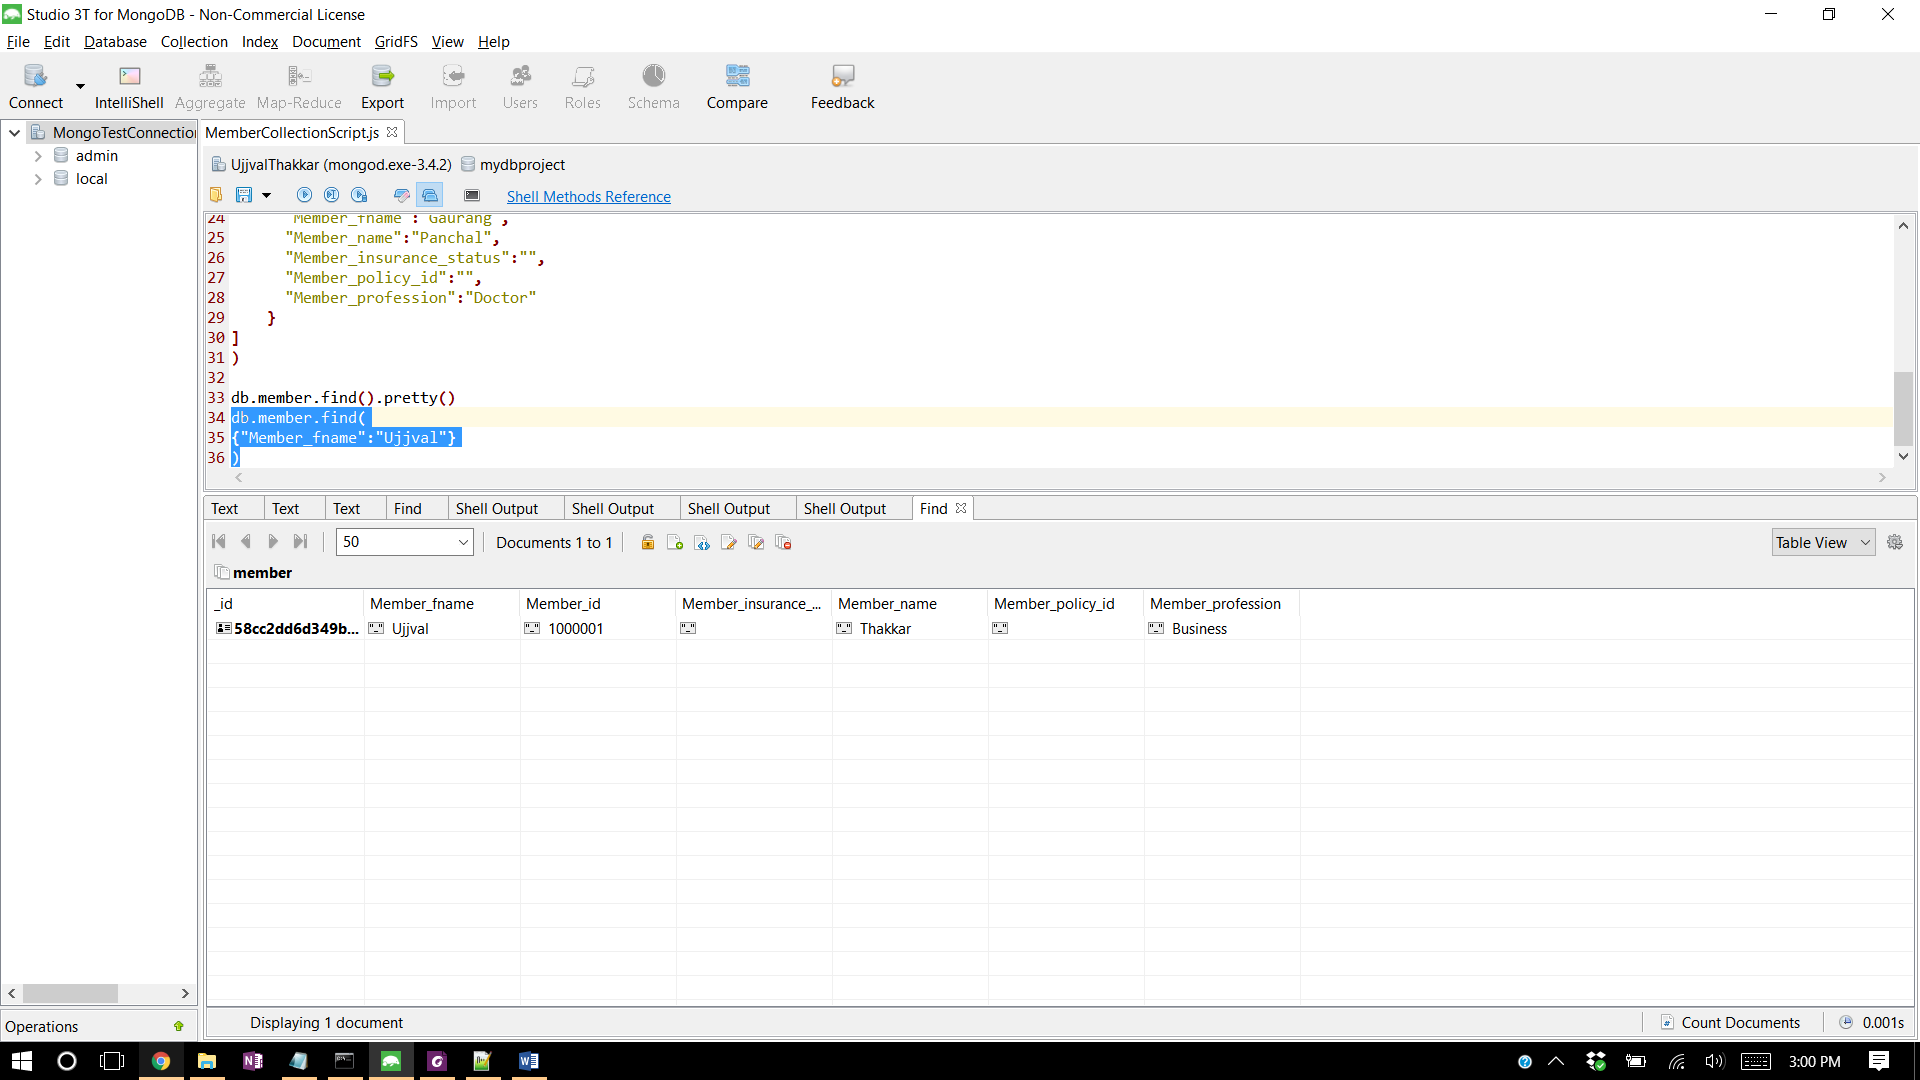 Studio 3T for MongoDB - Non-Commercial License
File Edit Database Collection Index Document GridFS View Help
Connect IntelliShell Aggregate Map-Reduce Export Import Users Roles Schema Compare Feedback
MongoTestConnection
admin
local
MemberCollectionScript.js
UjjvalThakkar (mongod.exe-3.4.2) mydbproject
Shell Methods Reference
24 "Member_fname":"Gaurang",
25 "Member_name":"Panchal",
26 "Member_insurance_status":"",
27 "Member_policy_id":"",
28 "Member_profession":"Doctor"
29 }
30 ]
31 )
32
33 db.member.find().pretty()
34 db.member.find(
35 {"Member_fname":"Ujjval"}
36 )
Text Text Text Find Shell Output Shell Output Shell Output Shell Output Find
50 Documents 1 to 1 Table View
member
_id Member_fname Member_id Member_insurance_... Member_name Member_policy_id Member_profession
58cc2dd6d349b... Ujjval 1000001 Thakkar Business
Displaying 1 document Count Documents 0.001s
Operations
3:00 PM